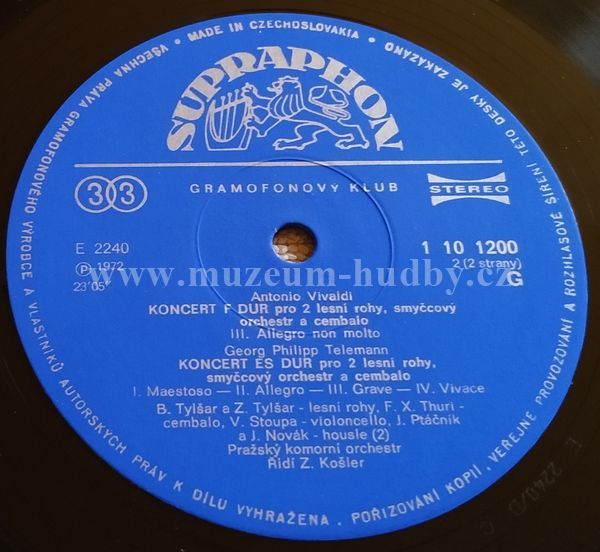 VŠECHNA PRÁVA GRAMOFONOVÉHO VÝROBCE A VLASTNÍKŮ AUTORSKÝCH PRÁV K DÍLU VYHRAŽENA . POŘIZOVÁNÍ KOPIÍ, VEŘEJNÉ PROVOZOVÁNÍ A ROZHLASOVÉ ŠÍŘENÍ TÉTO DESKY JE ZAKÁZÁNO
• MADE IN CZECHOSLOVAKIA •
SUPRAPHON
33
GRAMOFONOVÝ KLUB
STEREO
E 2240
1 10 1200
Ⓟ 1972
2 (2 strany)
23'05"
G
www.muzeum-hudby.cz
Antonio Vivaldi
KONCERT F DUR pro 2 lesní rohy, smyčcový
orchestr a cembalo
III. Allegro non molto
Georg Philipp Telemann
KONCERT ES DUR pro 2 lesní rohy,
smyčcový orchestr a cembalo
I. Maestoso — II. Allegro — III. Grave — IV. Vivace
B. Tylšar a Z. Tylšar - lesní rohy, F. X. Thuri -
cembalo, V. Stoupa - violoncello, J. Ptáčník
a J. Novák - housle (2)
Pražský komorní orchestr
Řídí Z. Košler